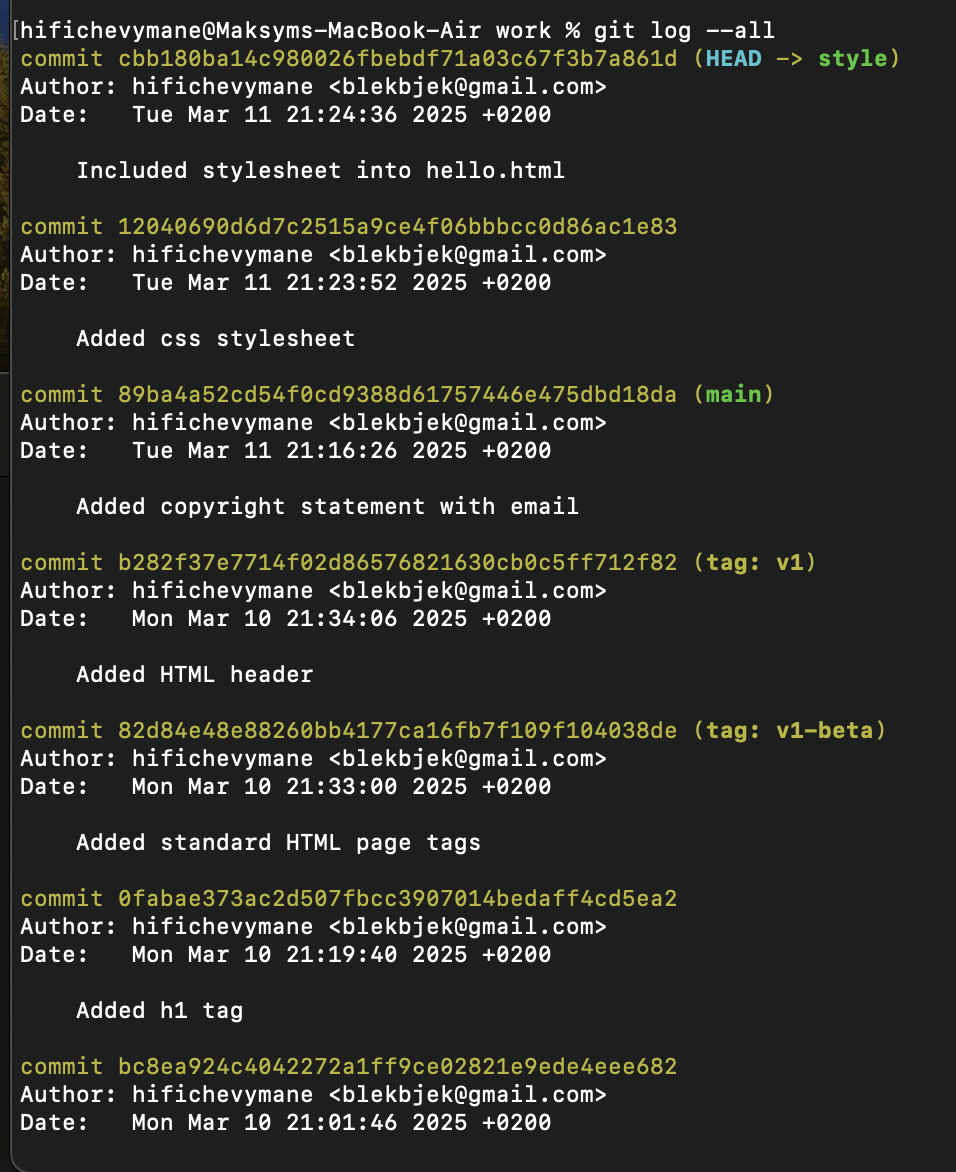 [hifichevymane@Maksyms-MacBook-Air work % git log --all
commit cbb180ba14c980026fbebdf71a03c67f3b7a861d (HEAD -> style)
Author: hifichevymane <blekbjek@gmail.com>
Date:   Tue Mar 11 21:24:36 2025 +0200
    Included stylesheet into hello.html
commit 12040690d6d7c2515a9ce4f06bbbcc0d86ac1e83
Author: hifichevymane <blekbjek@gmail.com>
Date:   Tue Mar 11 21:23:52 2025 +0200
    Added css stylesheet
commit 89ba4a52cd54f0cd9388d61757446e475dbd18da (main)
Author: hifichevymane <blekbjek@gmail.com>
Date:   Tue Mar 11 21:16:26 2025 +0200
    Added copyright statement with email
commit b282f37e7714f02d86576821630cb0c5ff712f82 (tag: v1)
Author: hifichevymane <blekbjek@gmail.com>
Date:   Mon Mar 10 21:34:06 2025 +0200
    Added HTML header
commit 82d84e48e88260bb4177ca16fb7f109f104038de (tag: v1-beta)
Author: hifichevymane <blekbjek@gmail.com>
Date:   Mon Mar 10 21:33:00 2025 +0200
    Added standard HTML page tags
commit 0fabae373ac2d507fbcc3907014bedaff4cd5ea2
Author: hifichevymane <blekbjek@gmail.com>
Date:   Mon Mar 10 21:19:40 2025 +0200
    Added h1 tag
commit bc8ea924c4042272a1ff9ce02821e9ede4eee682
Author: hifichevymane <blekbjek@gmail.com>
Date:   Mon Mar 10 21:01:46 2025 +0200